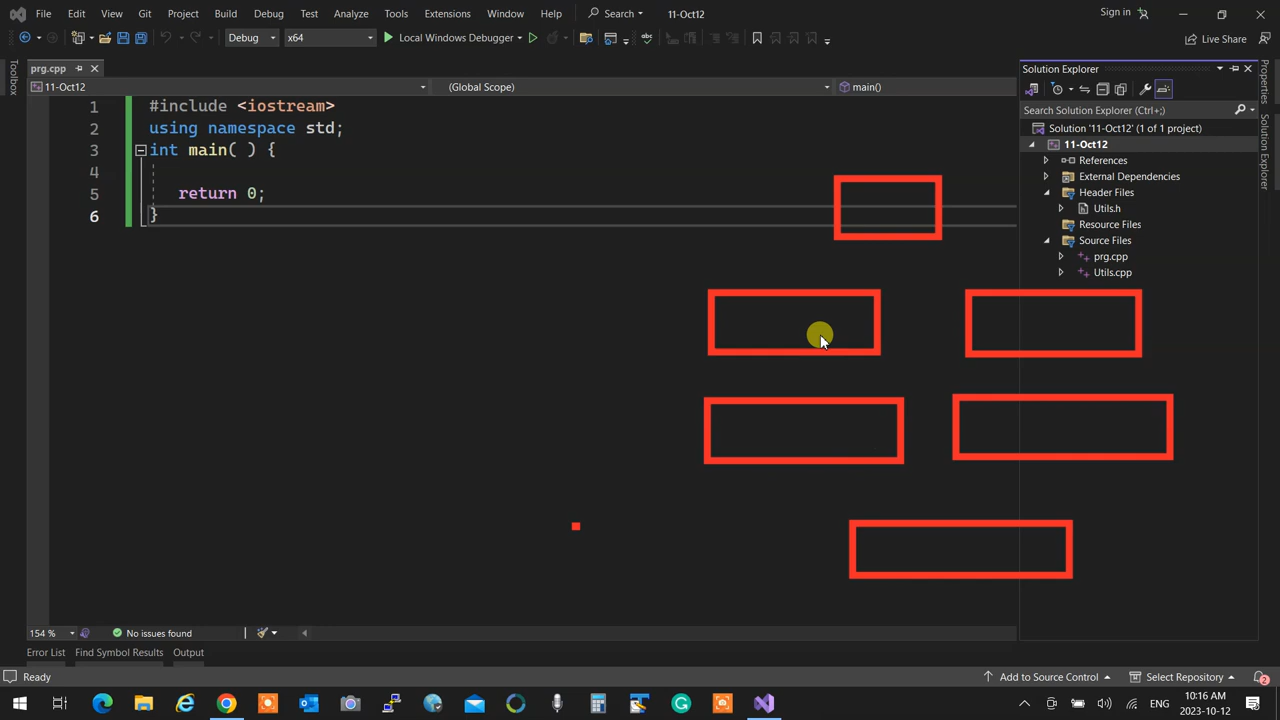 File Edit View Git Project Build Debug Test Analyze Tools Extensions Window Help Search 11-Oct12 Sign in
Debug x64 Local Windows Debugger Live Share
Toolbox
prg.cpp
11-Oct12 (Global Scope) main()
1 #include <iostream>
2 using namespace std;
3 int main( ) {
4
5 return 0;
6 }
Solution Explorer
Search Solution Explorer (Ctrl+;)
Solution '11-Oct12' (1 of 1 project)
11-Oct12
References
External Dependencies
Header Files
Utils.h
Resource Files
Source Files
prg.cpp
Utils.cpp
Properties
Solution Explorer
154 % No issues found
Error List Find Symbol Results Output
Ready Add to Source Control Select Repository 2
ENG 10:16 AM
2023-10-12